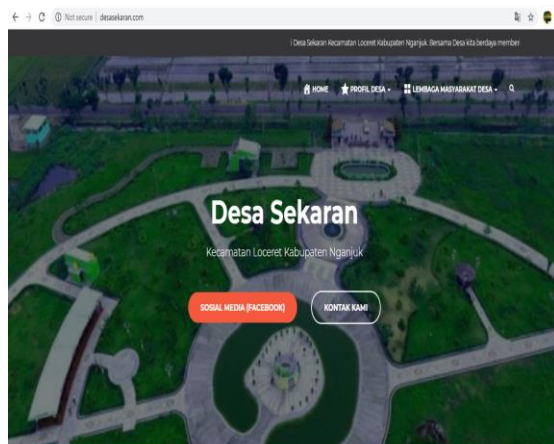 Not secure | desasekaran.com
i Desa Sekaran Kecamatan Loceret Kabupaten Nganjuk. Bersama Desa kita berdaya memberi
HOME PROFIL DESA LEMBAGA MASYARAKAT DESA
Desa Sekaran
Kecamatan Loceret Kabupaten Nganjuk
SOSIAL MEDIA (FACEBOOK) KONTAK KAMI